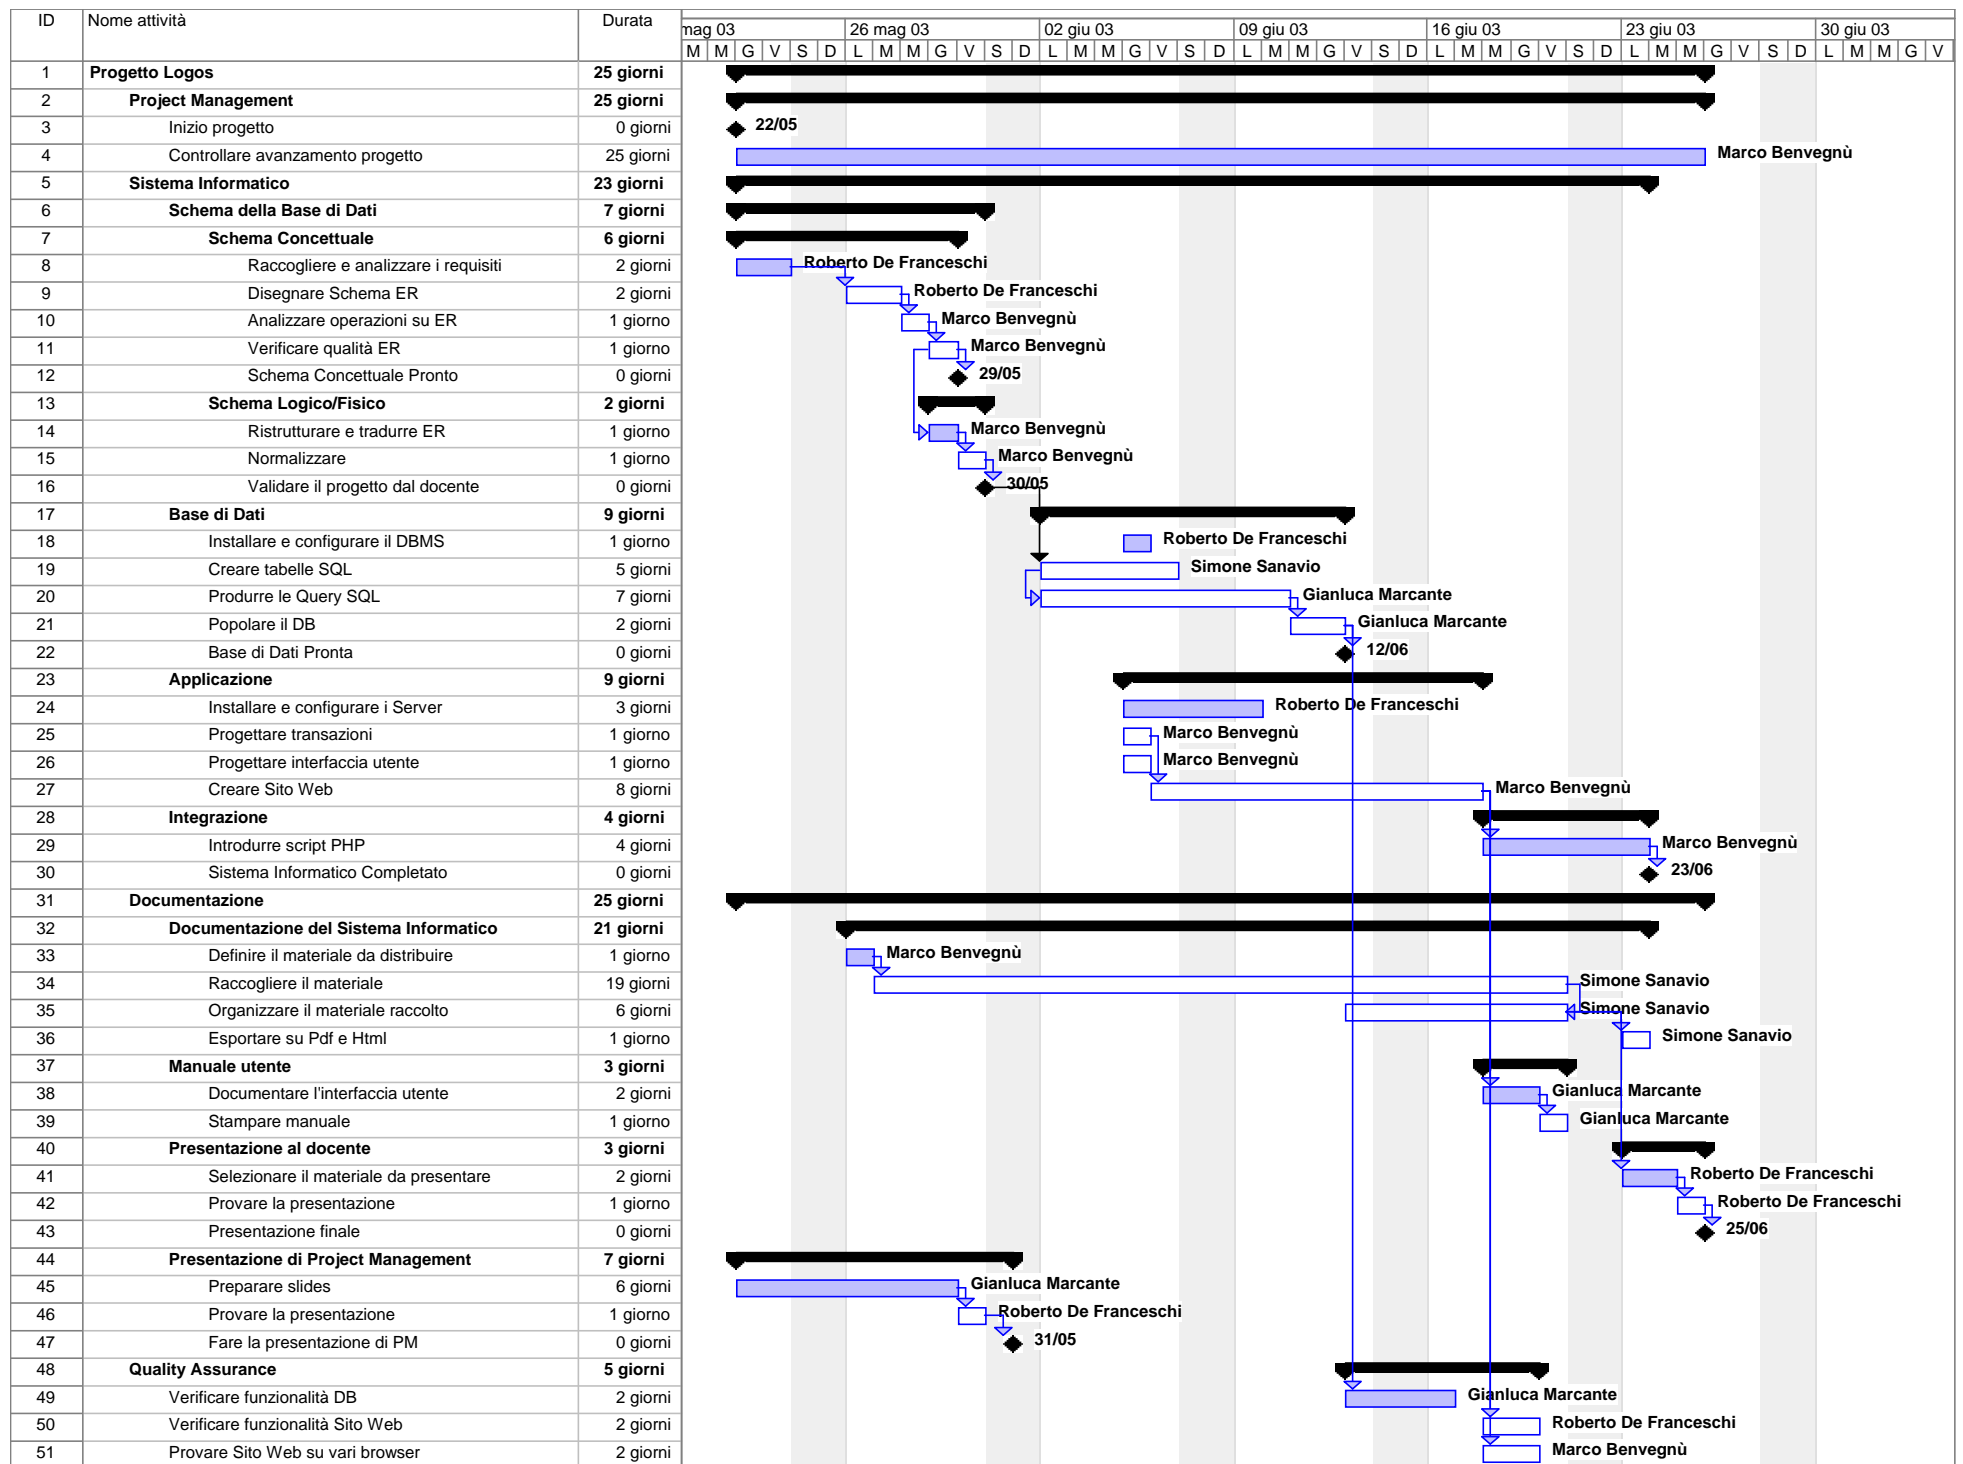 ID Nome attività Durata mag 03 26 mag 03 02 giu 03 09 giu 03 16 giu 03 23 giu 03 30 giu 03
M M G V S D L M M G V S D L M M G V S D L M M G V S D L M M G V S D L M M G V S D L M M G V
1 Progetto Logos 25 giorni
2 Project Management 25 giorni
3 Inizio progetto 0 giorni 22/05
4 Controllare avanzamento progetto 25 giorni Marco Benvegnù
5 Sistema Informatico 23 giorni
6 Schema della Base di Dati 7 giorni
7 Schema Concettuale 6 giorni
8 Raccogliere e analizzare i requisiti 2 giorni Roberto De Franceschi
9 Disegnare Schema ER 2 giorni Roberto De Franceschi
10 Analizzare operazioni su ER 1 giorno Marco Benvegnù
11 Verificare qualità ER 1 giorno Marco Benvegnù
12 Schema Concettuale Pronto 0 giorni 29/05
13 Schema Logico/Fisico 2 giorni
14 Ristrutturare e tradurre ER 1 giorno Marco Benvegnù
15 Normalizzare 1 giorno Marco Benvegnù
16 Validare il progetto dal docente 0 giorni 30/05
17 Base di Dati 9 giorni
18 Installare e configurare il DBMS 1 giorno Roberto De Franceschi
19 Creare tabelle SQL 5 giorni Simone Sanavio
20 Produrre le Query SQL 7 giorni Gianluca Marcante
21 Popolare il DB 2 giorni Gianluca Marcante
22 Base di Dati Pronta 0 giorni 12/06
23 Applicazione 9 giorni
24 Installare e configurare i Server 3 giorni Roberto De Franceschi
25 Progettare transazioni 1 giorno Marco Benvegnù
26 Progettare interfaccia utente 1 giorno Marco Benvegnù
27 Creare Sito Web 8 giorni Marco Benvegnù
28 Integrazione 4 giorni
29 Introdurre script PHP 4 giorni Marco Benvegnù
30 Sistema Informatico Completato 0 giorni 23/06
31 Documentazione 25 giorni
32 Documentazione del Sistema Informatico 21 giorni
33 Definire il materiale da distribuire 1 giorno Marco Benvegnù
34 Raccogliere il materiale 19 giorni Simone Sanavio
35 Organizzare il materiale raccolto 6 giorni Simone Sanavio
36 Esportare su Pdf e Html 1 giorno Simone Sanavio
37 Manuale utente 3 giorni
38 Documentare l'interfaccia utente 2 giorni Gianluca Marcante
39 Stampare manuale 1 giorno Gianluca Marcante
40 Presentazione al docente 3 giorni
41 Selezionare il materiale da presentare 2 giorni Roberto De Franceschi
42 Provare la presentazione 1 giorno Roberto De Franceschi
43 Presentazione finale 0 giorni 25/06
44 Presentazione di Project Management 7 giorni
45 Preparare slides 6 giorni Gianluca Marcante
46 Provare la presentazione 1 giorno Roberto De Franceschi
47 Fare la presentazione di PM 0 giorni 31/05
48 Quality Assurance 5 giorni
49 Verificare funzionalità DB 2 giorni Gianluca Marcante
50 Verificare funzionalità Sito Web 2 giorni Roberto De Franceschi
51 Provare Sito Web su vari browser 2 giorni Marco Benvegnù